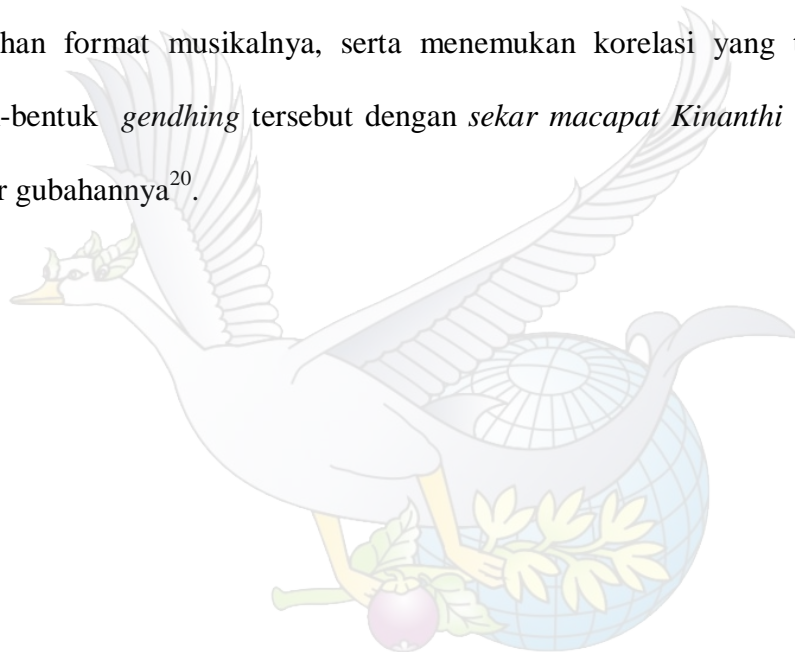 han format musikalnya, serta menemukan korelasi yang
-bentuk gendhing tersebut dengan sekar macapat Kinanthi
r gubahannya20.